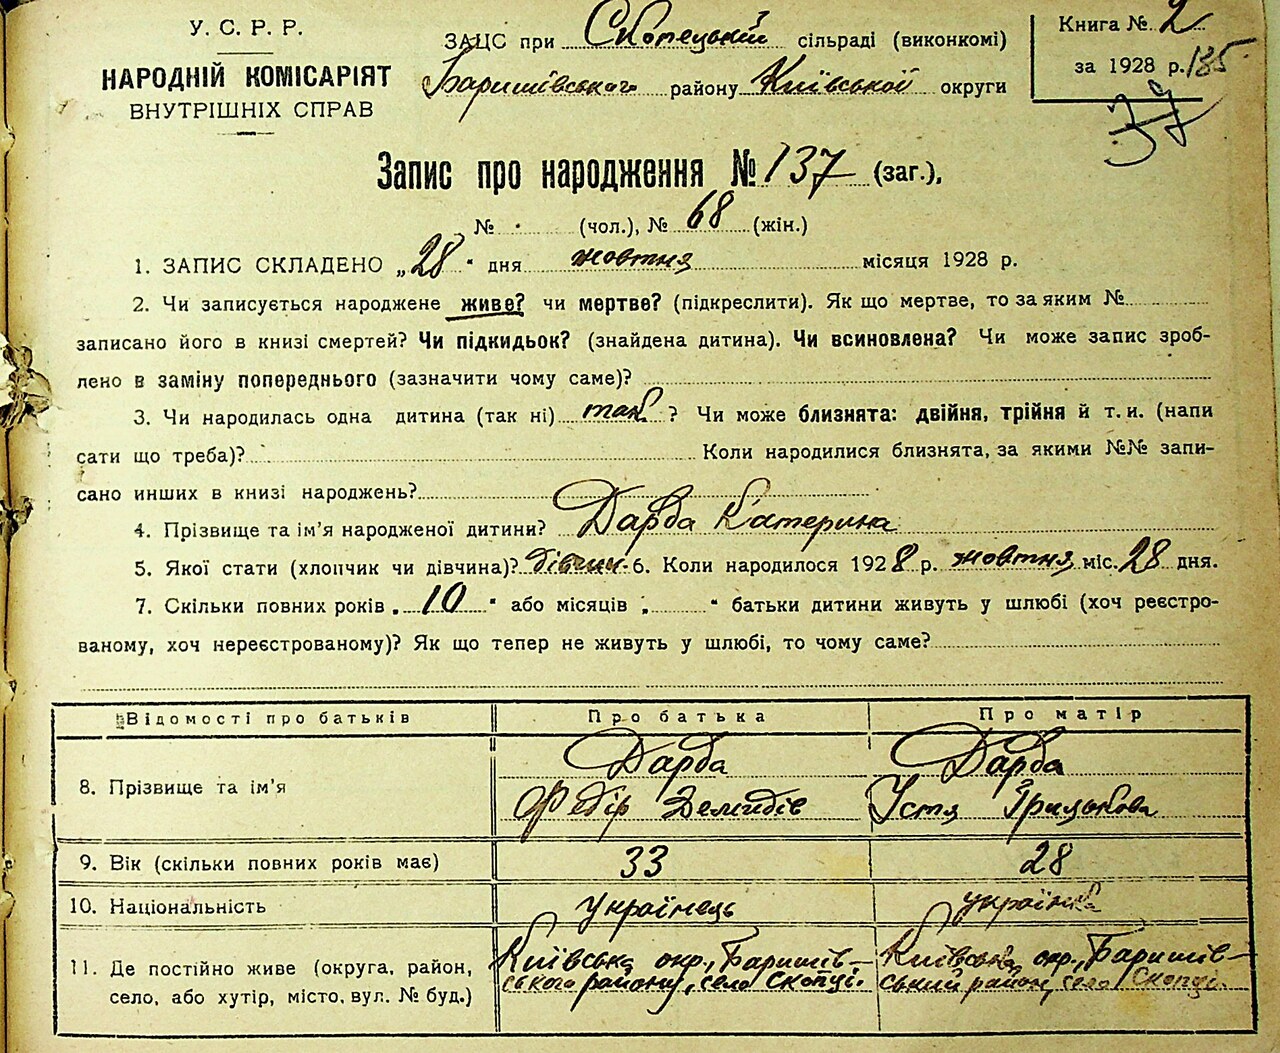 У. С. Р. Р.
НАРОДНІЙ КОМІСАРІЯТ
ВНУТРІШНІХ СПРАВ
ЗАЦС при Скопецькій сільраді (виконкомі)
Баришівського району Київської округи
Книга № 2
за 1928 р. 185
37
Запис про народження № 137 (заг.),
№ (чол.), № 68 (жін.)
1. ЗАПИС СКЛАДЕНО „28" дня жовтня місяця 1928 р.
2. Чи записується народжене живе? чи мертве? (підкреслити). Як що мертве, то за яким №
записано його в книзі смертей? Чи підкидьок? (знайдена дитина). Чи всиновлена? Чи може запис зроб-
лено в заміну попереднього (зазначити чому саме)?
3. Чи народилась одна дитина (так ні) так ? Чи може близнята: двійня, трійня й т. и. (напи
сати що треба)? Коли народилися близнята, за якими №№ запи-
сано инших в книзі народжень?
4. Прізвище та ім'я народженої дитини? Дарда Катерина
5. Якої стати (хлопчик чи дівчина)? дівчин 6. Коли народилося 1928 р. жовтня міс. 28 дня.
7. Скільки повних років „10" або місяців „ " батьки дитини живуть у шлюбі (хоч реєстро-
ваному, хоч нереєстрованому)? Як що тепер не живуть у шлюбі, то чому саме?
Відомості про батьків Про батька Про матір
8. Прізвище та ім'я Дарда Дарда
Федір Демидів Устя Грицькова
9. Вік (скільки повних років має) 33 28
10. Національність Українець українка
11. Де постійно живе (округа, район, Київська окр., Баришів- Київська окр., Баришів-
село, або хутір, місто, вул. № буд.) ського району, село Скопці. ський район, село Скопці.